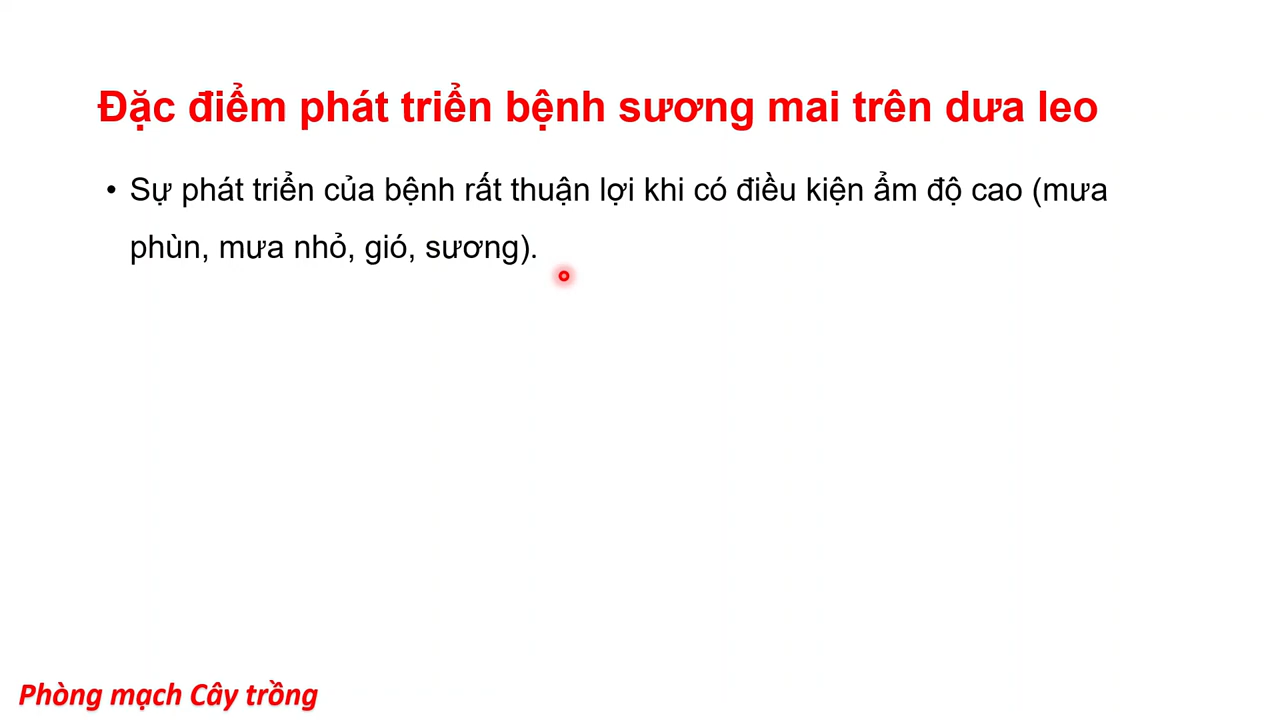 Đặc điểm phát triển bệnh sương mai trên dưa leo
• Sự phát triển của bệnh rất thuận lợi khi có điều kiện ẩm độ cao (mưa
phùn, mưa nhỏ, gió, sương).
Phòng mạch Cây trồng